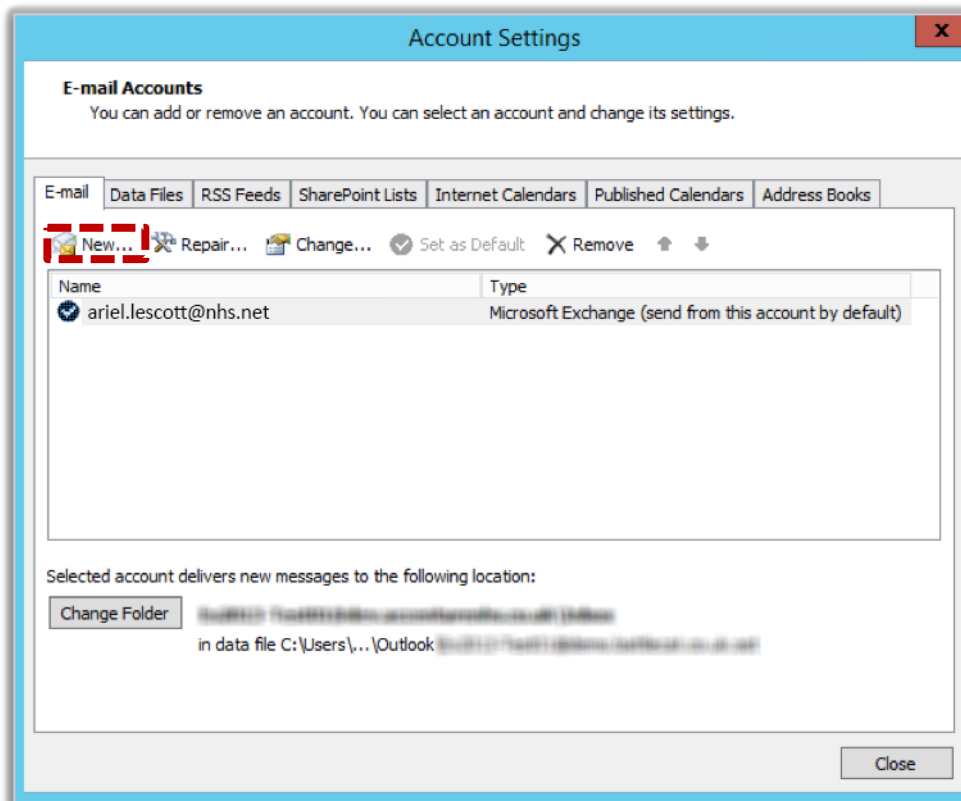 Account Settings
X
E-mail Accounts
You can add or remove an account. You can select an account and change its settings.
E-mail Data Files RSS Feeds SharePoint Lists Internet Calendars Published Calendars Address Books
New... Repair... Change... Set as Default Remove
Name Type
ariel.lescott@nhs.net Microsoft Exchange (send from this account by default)
Selected account delivers new messages to the following location:
Change Folder
in data file C:\Users\...\Outlook
Close